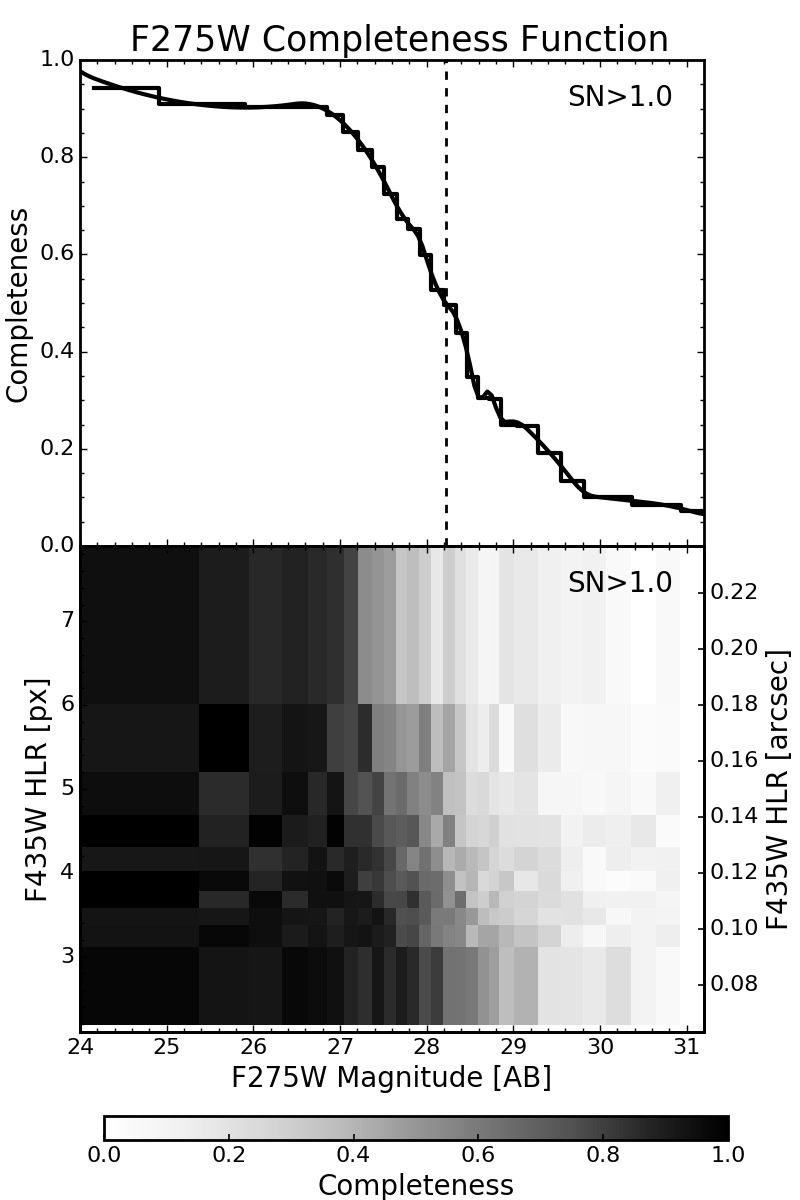 F275W Completeness Function
1.0
SN>1.0
0.8
0.6
0.4
0.2
0.0
Completeness
SN>1.0
7
6
5
4
3
F435W HLR [px]
0.22
0.20
0.18
0.16
0.14
0.12
0.10
0.08
F435W HLR [arcsec]
24 25 26 27 28 29 30 31
F275W Magnitude [AB]
0.0 0.2 0.4 0.6 0.8 1.0
Completeness